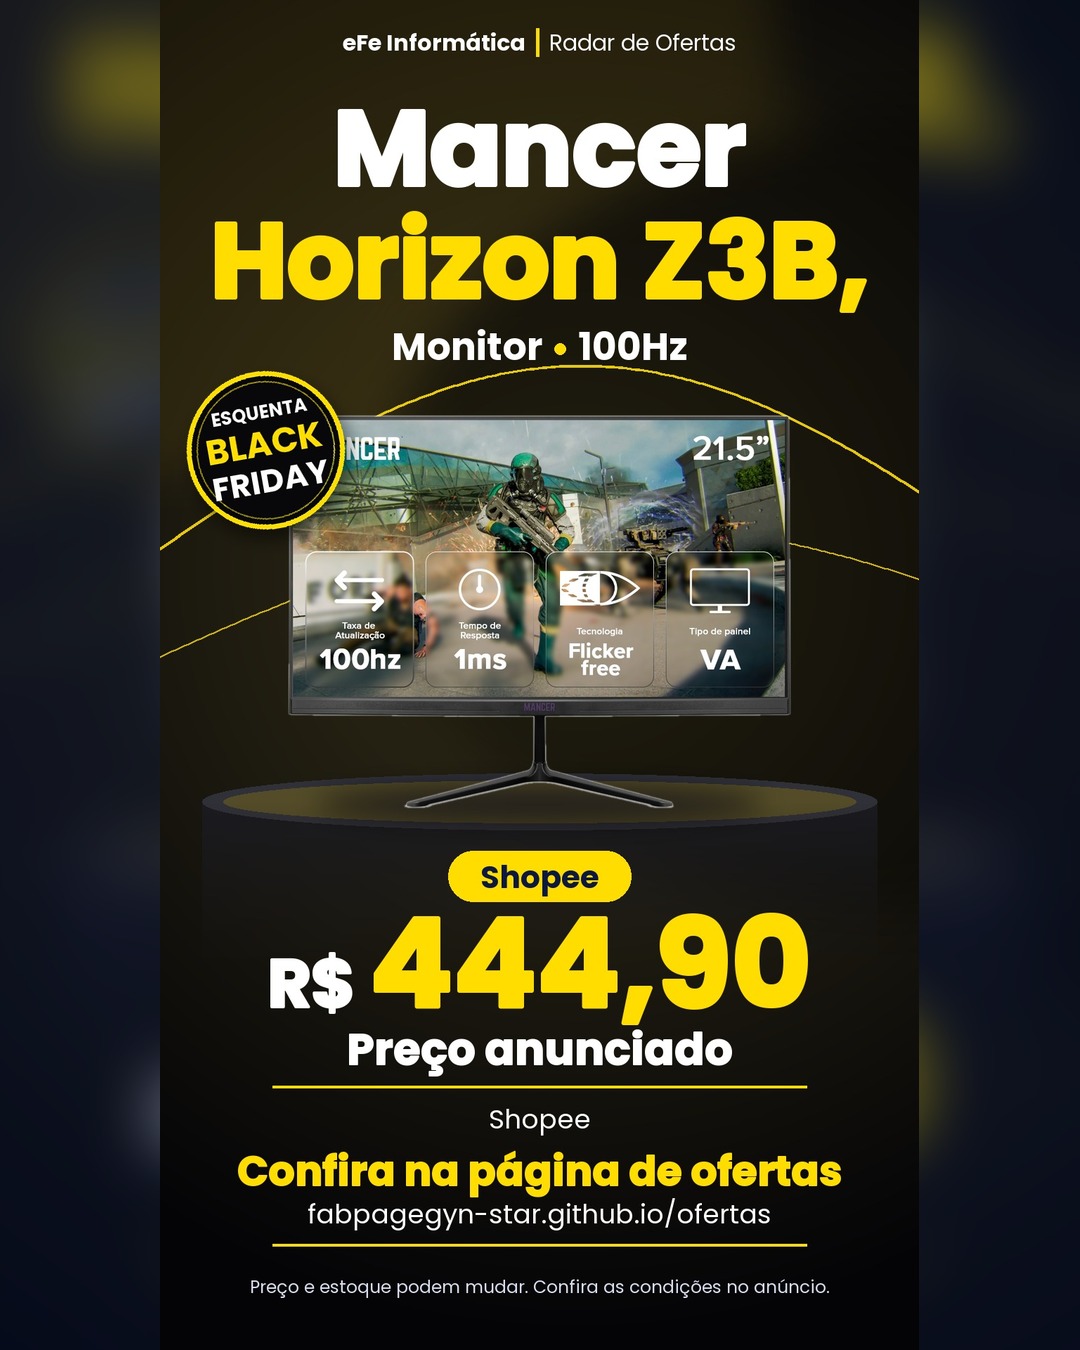 eFe Informática | Radar de Ofertas
Mancer
Horizon Z3B,
Monitor • 100Hz
ESQUENTA
BLACK
FRIDAY
NCER
21.5”
Taxa de
Atualização
100hz
Tempo de
Resposta
1ms
Tecnologia
Flicker
free
Tipo de painel
VA
MANCER
Shopee
R$ 444,90
Preço anunciado
Shopee
Confira na página de ofertas
fabpagegyn-star.github.io/ofertas
Preço e estoque podem mudar. Confira as condições no anúncio.